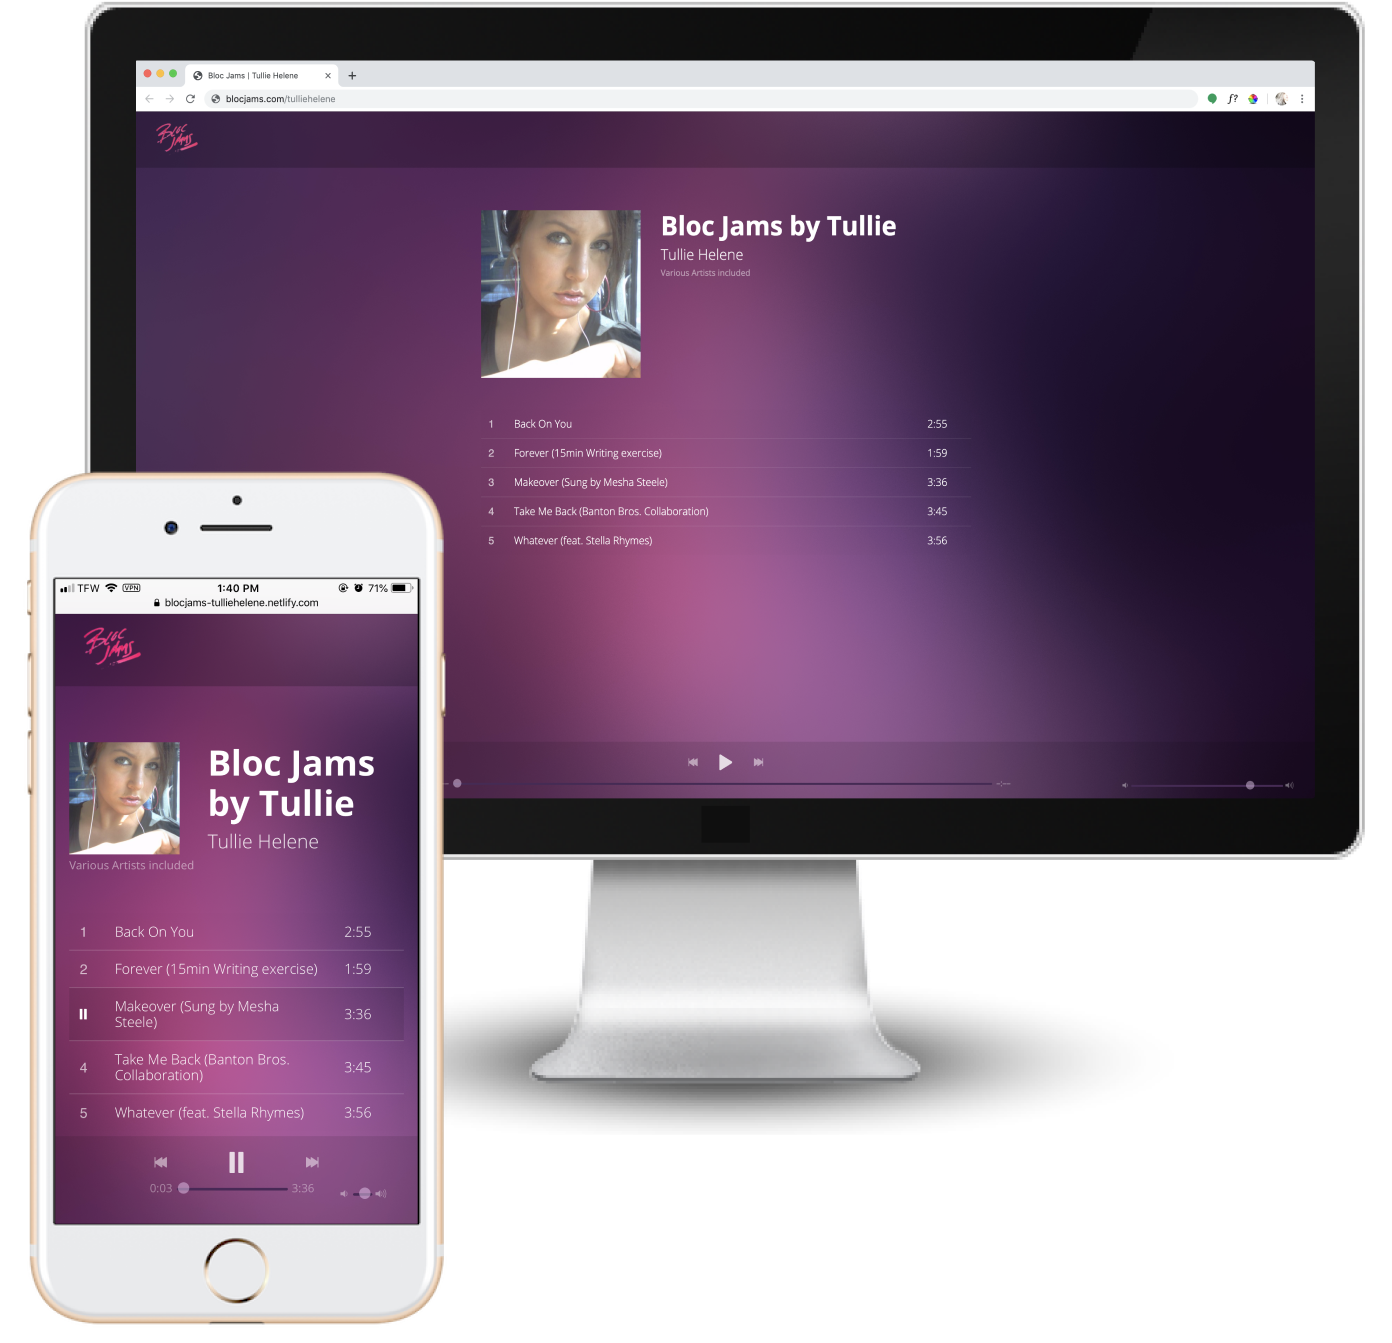 Bloc Jams | Tullie Helene
blocjams.com/tulliehelene
f?
BLOC
JAMS
Bloc Jams by Tullie
Tullie Helene
Various Artists included
1 Back On You 2:55
2 Forever (15min Writing exercise) 1:59
3 Makeover (Sung by Mesha Steele) 3:36
4 Take Me Back (Banton Bros. Collaboration) 3:45
5 Whatever (feat. Stella Rhymes) 3:56
TFW VPN 1:40 PM 71%
blocjams-tulliehelene.netlify.com
BLOC
JAMS
Bloc Jams
by Tullie
Tullie Helene
Various Artists included
1 Back On You 2:55
2 Forever (15min Writing exercise) 1:59
Makeover (Sung by Mesha
Steele) 3:36
Take Me Back (Banton Bros.
4 Collaboration) 3:45
5 Whatever (feat. Stella Rhymes) 3:56
0:03 3:36